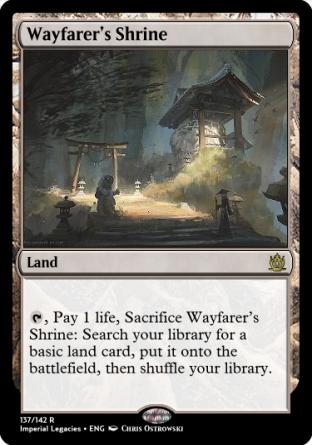 Wayfarer's Shrine
Land
, Pay 1 life, Sacrifice Wayfarer's
Shrine: Search your library for a
basic land card, put it onto the
battlefield, then shuffle your library.
137/142 R
Imperial Legacies • ENG Chris Ostrowski